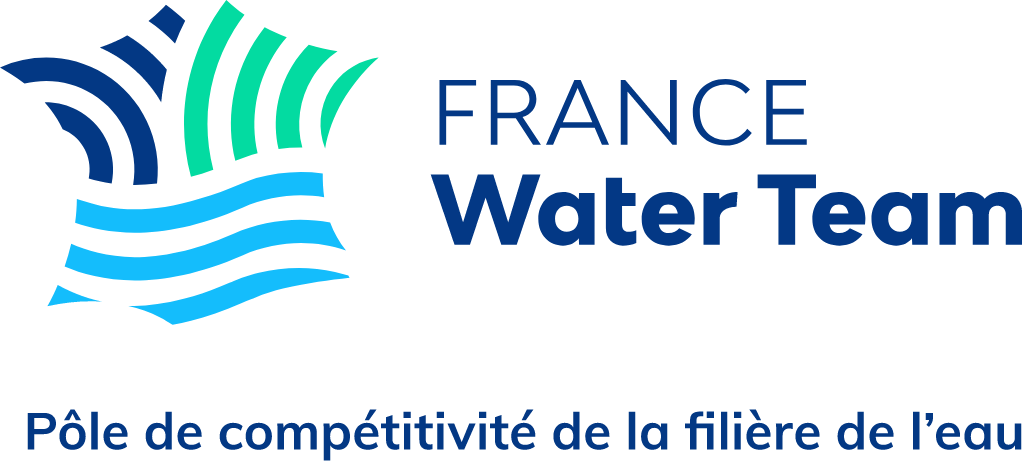 FRANCE
Water Team
Pôle de compétitivité de la filière de l’eau